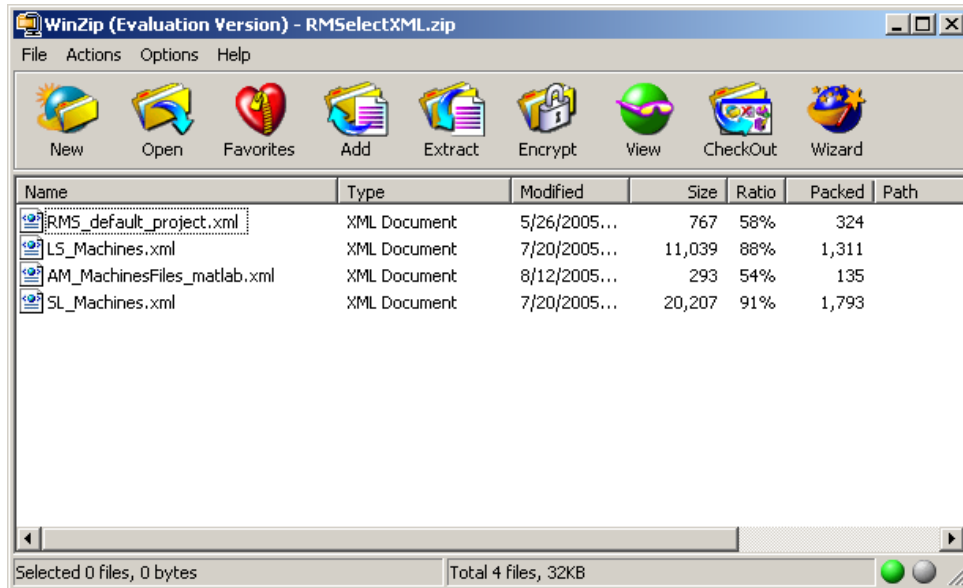 WinZip (Evaluation Version) - RMSelectXML.zip
File Actions Options Help
New Open Favorites Add Extract Encrypt View CheckOut Wizard
Name Type Modified Size Ratio Packed Path
RMS_default_project.xml XML Document 5/26/2005... 767 58% 324
LS_Machines.xml XML Document 7/20/2005... 11,039 88% 1,311
AM_MachinesFiles_matlab.xml XML Document 8/12/2005... 293 54% 135
SL_Machines.xml XML Document 7/20/2005... 20,207 91% 1,793
Selected 0 files, 0 bytes Total 4 files, 32KB